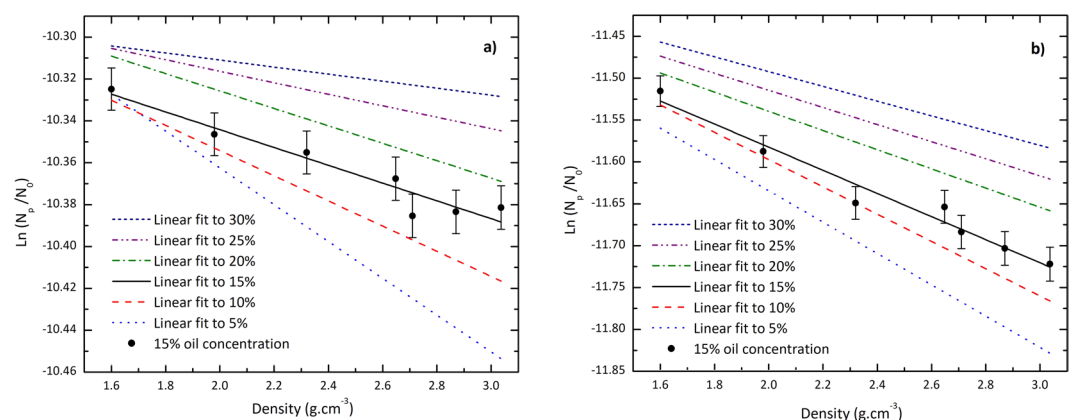 a)
-10.30
-10.32
-10.34
-10.36
-10.38
-10.40
-10.42
-10.44
-10.46
Ln (Np /N0)
Linear fit to 30%
Linear fit to 25%
Linear fit to 20%
Linear fit to 15%
Linear fit to 10%
Linear fit to 5%
15% oil concentration
1.6 1.8 2.0 2.2 2.4 2.6 2.8 3.0
Density (g.cm-3)
b)
-11.45
-11.50
-11.55
-11.60
-11.65
-11.70
-11.75
-11.80
-11.85
Ln (Np /N0)
Linear fit to 30%
Linear fit to 25%
Linear fit to 20%
Linear fit to 15%
Linear fit to 10%
Linear fit to 5%
15% oil concentration
1.6 1.8 2.0 2.2 2.4 2.6 2.8 3.0
Density (g.cm-3)